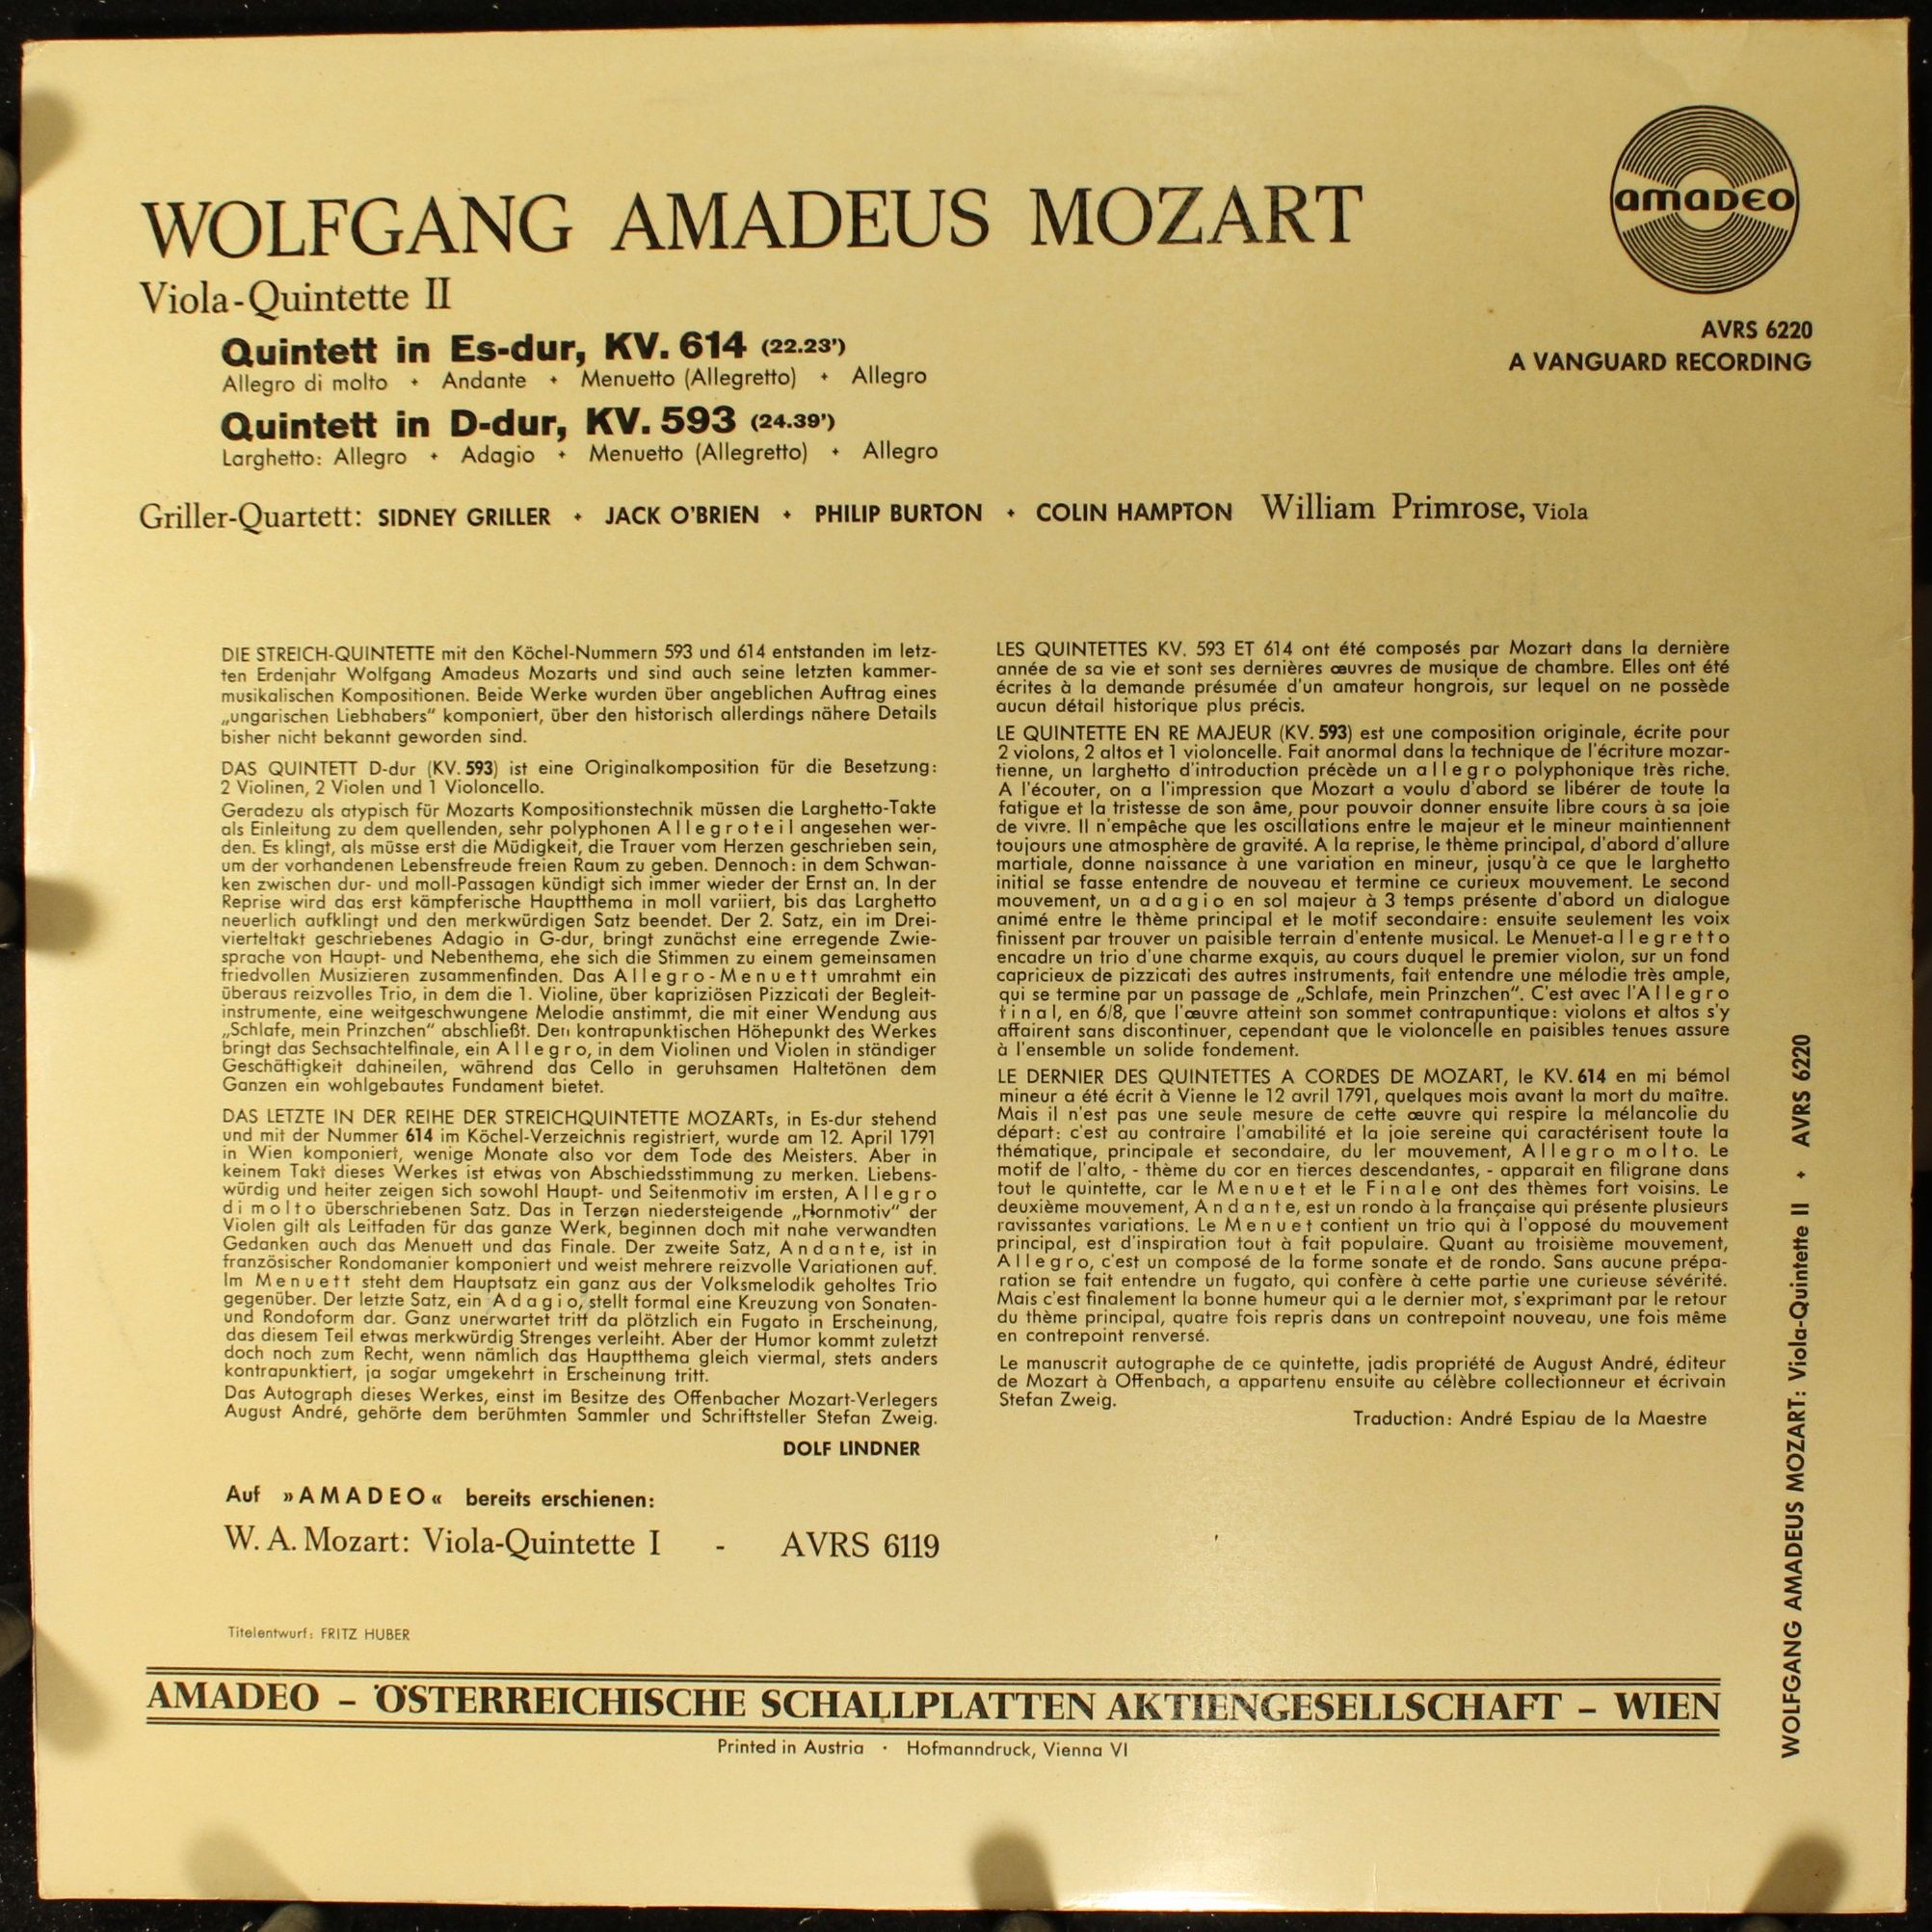 amadeo
WOLFGANG AMADEUS MOZART
Viola-Quintette II
Quintett in Es-dur, KV. 614 (22.23')
Allegro di molto + Andante + Menuetto (Allegretto) + Allegro
Quintett in D-dur, KV. 593 (24.39')
Larghetto: Allegro + Adagio + Menuetto (Allegretto) + Allegro
AVRS 6220
A VANGUARD RECORDING
Griller-Quartett: SIDNEY GRILLER + JACK O'BRIEN + PHILIP BURTON + COLIN HAMPTON William Primrose, Viola
DIE STREICH-QUINTETTE mit den Köchel-Nummern 593 und 614 entstanden im letz-
ten Erdenjahr Wolfgang Amadeus Mozarts und sind auch seine letzten kammer-
musikalischen Kompositionen. Beide Werke wurden über angeblichen Auftrag eines
„ungarischen Liebhabers“ komponiert, über den historisch allerdings nähere Details
bisher nicht bekannt geworden sind.
DAS QUINTETT D-dur (KV. 593) ist eine Originalkomposition für die Besetzung:
2 Violinen, 2 Violen und 1 Violoncello.
Geradezu als atypisch für Mozarts Kompositionstechnik müssen die Larghetto-Takte
als Einleitung zu dem quellenden, sehr polyphonen Allegroteil angesehen wer-
den. Es klingt, als müsse erst die Müdigkeit, die Trauer vom Herzen geschrieben sein,
um der vorhandenen Lebensfreude freien Raum zu geben. Dennoch: in dem Schwan-
ken zwischen dur- und moll-Passagen kündigt sich immer wieder der Ernst an. In der
Reprise wird das erst kämpferische Hauptthema in moll variiert, bis das Larghetto
neuerlich aufklingt und den merkwürdigen Satz beendet. Der 2. Satz, ein im Drei-
vierteltakt geschriebenes Adagio in G-dur, bringt zunächst eine erregende Zwie-
sprache von Haupt- und Nebenthema, ehe sich die Stimmen zu einem gemeinsamen
friedvollen Musizieren zusammenfinden. Das Allegro-Menuett umrahmt ein
überaus reizvolles Trio, in dem die 1. Violine, über kapriziösen Pizzicati der Begleit-
instrumente, eine weitgeschwungene Melodie anstimmt, die mit einer Wendung aus
„Schlafe, mein Prinzchen“ abschließt. Den kontrapunktischen Höhepunkt des Werkes
bringt das Sechsachtelfinale, ein Allegro, in dem Violinen und Violen in ständiger
Geschäftigkeit dahineilen, während das Cello in geruhsamen Haltetönen dem
Ganzen ein wohlgebautes Fundament bietet.
DAS LETZTE IN DER REIHE DER STREICHQUINTETTE MOZARTs, in Es-dur stehend
und mit der Nummer 614 im Köchel-Verzeichnis registriert, wurde am 12. April 1791
in Wien komponiert, wenige Monate also vor dem Tode des Meisters. Aber in
keinem Takt dieses Werkes ist etwas von Abschiedsstimmung zu merken. Liebens-
würdig und heiter zeigen sich sowohl Haupt- und Seitenmotiv im ersten, Allegro
di molto überschriebenen Satz. Das in Terzen niedersteigende „Hornmotiv“ der
Violen gilt als Leitfaden für das ganze Werk, beginnen doch mit nahe verwandten
Gedanken auch das Menuett und das Finale. Der zweite Satz, Andante, ist in
französischer Rondomanier komponiert und weist mehrere reizvolle Variationen auf.
Im Menuett steht dem Hauptsatz ein ganz aus der Volksmelodik geholtes Trio
gegenüber. Der letzte Satz, ein Adagio, stellt formal eine Kreuzung von Sonaten-
und Rondoform dar. Ganz unerwartet tritt da plötzlich ein Fugato in Erscheinung,
das diesem Teil etwas merkwürdig Strenges verleiht. Aber der Humor kommt zuletzt
doch noch zum Recht, wenn nämlich das Hauptthema gleich viermal, stets anders
kontrapunktiert, ja sogar umgekehrt in Erscheinung tritt.
Das Autograph dieses Werkes, einst im Besitze des Offenbacher Mozart-Verlegers
August André, gehörte dem berühmten Sammler und Schriftsteller Stefan Zweig.
DOLF LINDNER
Auf »AMADEO« bereits erschienen:
W. A. Mozart: Viola-Quintette I - AVRS 6119
Titelentwurf: FRITZ HUBER
LES QUINTETTES KV. 593 ET 614 ont été composés par Mozart dans la dernière
année de sa vie et sont ses dernières œuvres de musique de chambre. Elles ont été
écrites à la demande présumée d'un amateur hongrois, sur lequel on ne possède
aucun détail historique plus précis.
LE QUINTETTE EN RE MAJEUR (KV. 593) est une composition originale, écrite pour
2 violons, 2 altos et 1 violoncelle. Fait anormal dans la technique de l'écriture mozar-
tienne, un larghetto d'introduction précède un allegro polyphonique très riche.
A l'écouter, on a l'impression que Mozart a voulu d'abord se libérer de toute la
fatigue et la tristesse de son âme, pour pouvoir donner ensuite libre cours à sa joie
de vivre. Il n'empêche que les oscillations entre le majeur et le mineur maintiennent
toujours une atmosphère de gravité. A la reprise, le thème principal, d'abord d'allure
martiale, donne naissance à une variation en mineur, jusqu'à ce que le larghetto
initial se fasse entendre de nouveau et termine ce curieux mouvement. Le second
mouvement, un adagio en sol majeur à 3 temps présente d'abord un dialogue
animé entre le thème principal et le motif secondaire: ensuite seulement les voix
finissent par trouver un paisible terrain d'entente musical. Le Menuet-allegretto
encadre un trio d'une charme exquis, au cours duquel le premier violon, sur un fond
capricieux de pizzicati des autres instruments, fait entendre une mélodie très ample,
qui se termine par un passage de „Schlafe, mein Prinzchen“. C'est avec l'Allegro
final, en 6/8, que l'œuvre atteint son sommet contrapuntique: violons et altos s'y
affairent sans discontinuer, cependant que le violoncelle en paisibles tenues assure
à l'ensemble un solide fondement.
LE DERNIER DES QUINTETTES A CORDES DE MOZART, le KV. 614 en mi bémol
mineur a été écrit à Vienne le 12 avril 1791, quelques mois avant la mort du maître.
Mais il n'est pas une seule mesure de cette œuvre qui respire la mélancolie du
départ: c'est au contraire l'amabilité et la joie sereine qui caractérisent toute la
thématique, principale et secondaire, du ler mouvement, Allegro molto. Le
motif de l'alto, - thème du cor en tierces descendantes, - apparait en filigrane dans
tout le quintette, car le Menuet et le Finale ont des thèmes fort voisins. Le
deuxième mouvement, Andante, est un rondo à la française qui présente plusieurs
ravissantes variations. Le Menuet contient un trio qui à l'opposé du mouvement
principal, est d'inspiration tout à fait populaire. Quant au troisième mouvement,
Allegro, c'est un composé de la forme sonate et de rondo. Sans aucune prépa-
ration se fait entendre un fugato, qui confère à cette partie une curieuse sévérité.
Mais c'est finalement la bonne humeur qui a le dernier mot, s'exprimant par le retour
du thème principal, quatre fois repris dans un contrepoint nouveau, une fois même
en contrepoint renversé.
Le manuscrit autographe de ce quintette, jadis propriété de August André, éditeur
de Mozart à Offenbach, a appartenu ensuite au célèbre collectionneur et écrivain
Stefan Zweig.
Traduction: André Espiau de la Maestre
WOLFGANG AMADEUS MOZART: Viola-Quintette II + AVRS 6220
AMADEO – ÖSTERREICHISCHE SCHALLPLATTEN AKTIENGESELLSCHAFT – WIEN
Printed in Austria · Hofmanndruck, Vienna VI